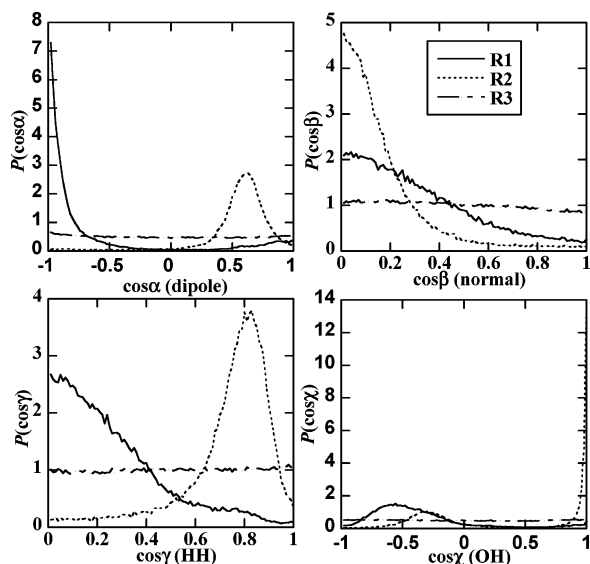 8
7
6
5
4
3
2
1
0
P(cosα)
-1 -0.5 0 0.5 1
cosα (dipole)
5
4
3
2
1
0
P(cosβ)
R1
R2
R3
0 0.2 0.4 0.6 0.8 1
cosβ (normal)
4
3
2
1
0
P(cosγ)
0 0.2 0.4 0.6 0.8 1
cosγ (HH)
14
12
10
8
6
4
2
0
P(cosχ)
-1 -0.5 0 0.5 1
cosχ (OH)